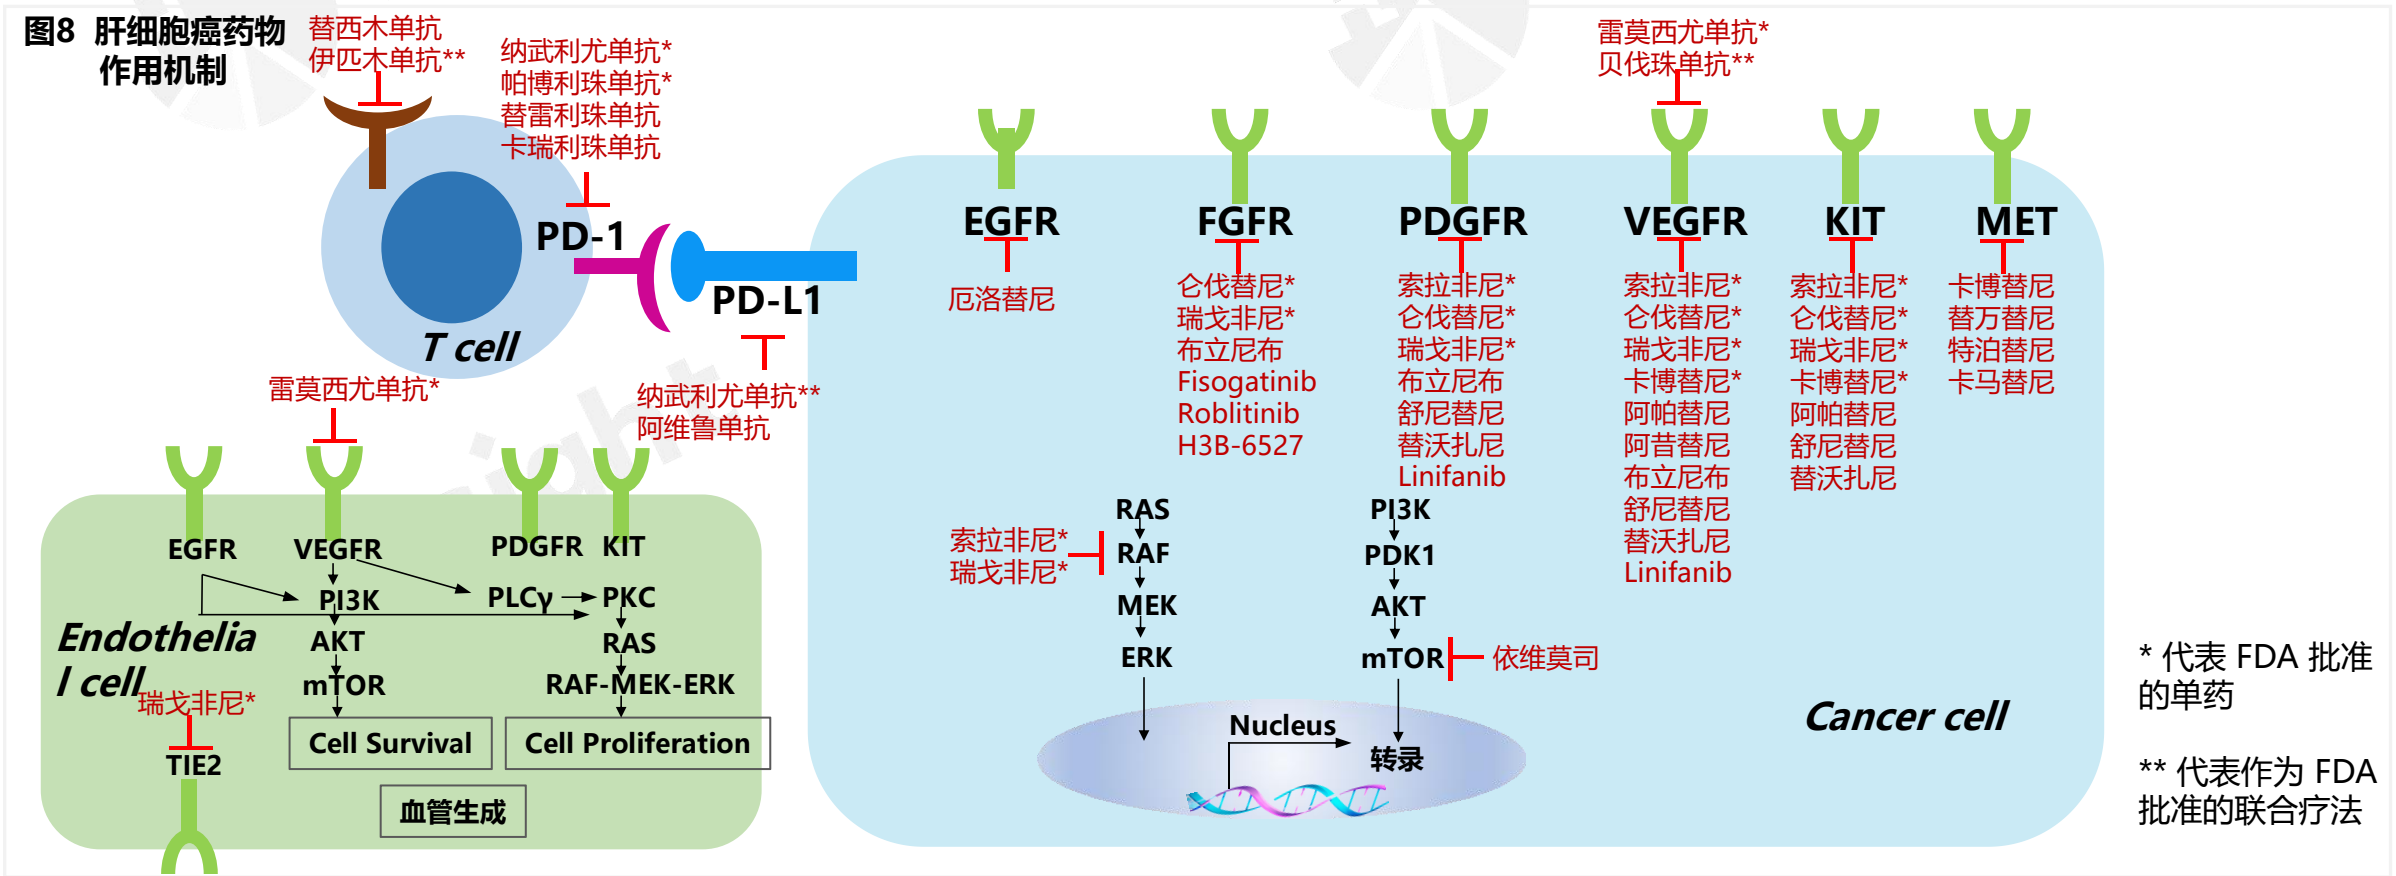 图8 肝细胞癌药物
作用机制
替西木单抗
伊匹木单抗**
纳武利尤单抗*
帕博利珠单抗*
替雷利珠单抗
卡瑞利珠单抗
PD-1
PD-L1
T cell
纳武利尤单抗**
阿维鲁单抗
雷莫西尤单抗*
EGFR
VEGFR
PDGFR
KIT
PI3K
PLCγ
PKC
AKT
RAS
mTOR
RAF-MEK-ERK
Endothelia
l cell
瑞戈非尼*
TIE2
Cell Survival
Cell Proliferation
血管生成
雷莫西尤单抗*
贝伐珠单抗**
EGFR
FGFR
PDGFR
VEGFR
KIT
MET
厄洛替尼
仑伐替尼*
瑞戈非尼*
布立尼布
Fisogatinib
Roblitinib
H3B-6527
索拉非尼*
仑伐替尼*
瑞戈非尼*
布立尼布
舒尼替尼
替沃扎尼
Linifanib
索拉非尼*
仑伐替尼*
瑞戈非尼*
卡博替尼*
阿帕替尼
阿昔替尼
布立尼布
舒尼替尼
替沃扎尼
Linifanib
索拉非尼*
仑伐替尼*
瑞戈非尼*
卡博替尼*
阿帕替尼
舒尼替尼
替沃扎尼
卡博替尼
替万替尼
特泊替尼
卡马替尼
RAS
RAF
MEK
ERK
索拉非尼*
瑞戈非尼*
PI3K
PDK1
AKT
mTOR
依维莫司
Nucleus
转录
Cancer cell
* 代表 FDA 批准
的单药
** 代表作为 FDA
批准的联合疗法